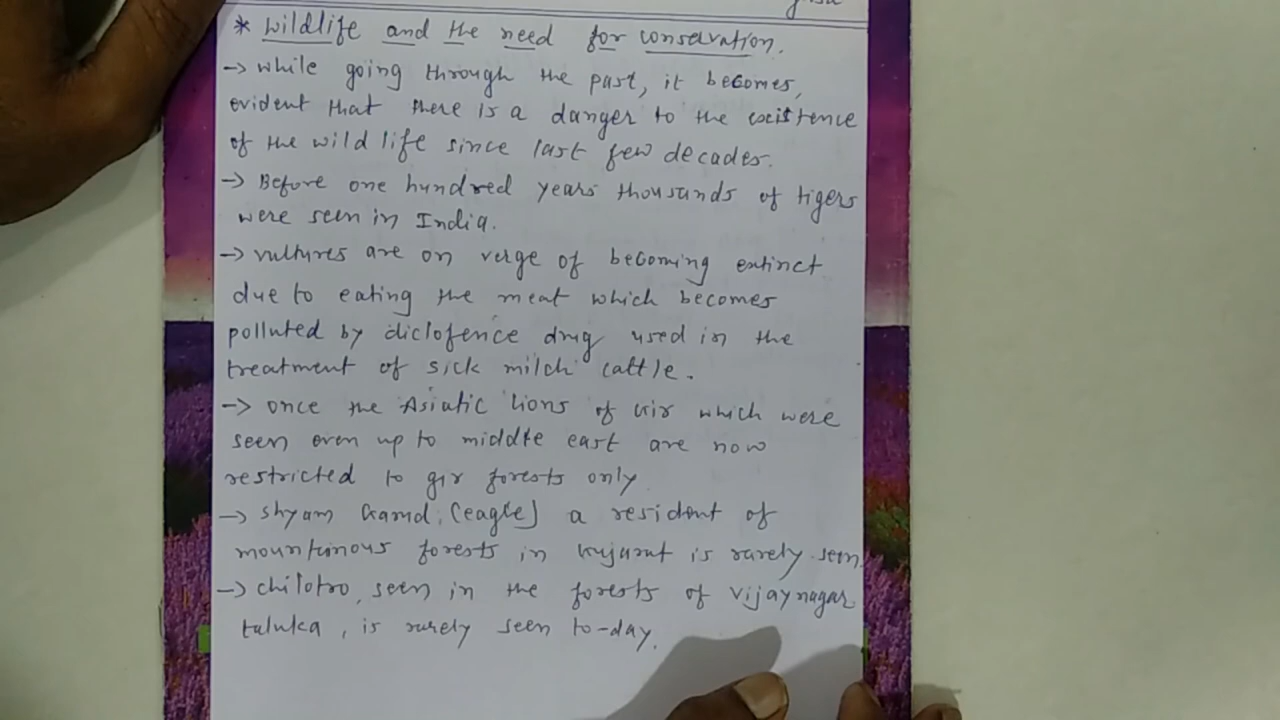 * wildlife and the need for conservation.
-> while going through the past, it becomes,
evident that there is a danger to the existence
of the wild life since last few decades.
-> Before one hundred years thousands of tigers
were seen in India.
-> vultures are on verge of becoming extinct
due to eating the meat which becomes
polluted by diclofence drug used in the
treatment of sick milch cattle.
-> once the Asiatic lions of Gir which were
seen even up to middle east are now
restricted to gir forests only
-> shyam Garud, (eagle) a resident of
mountainous forests in Gujarat is rarely seen.
-> chilotro, seen in the forests of vijaynagar
taluka, is rarely seen to-day.